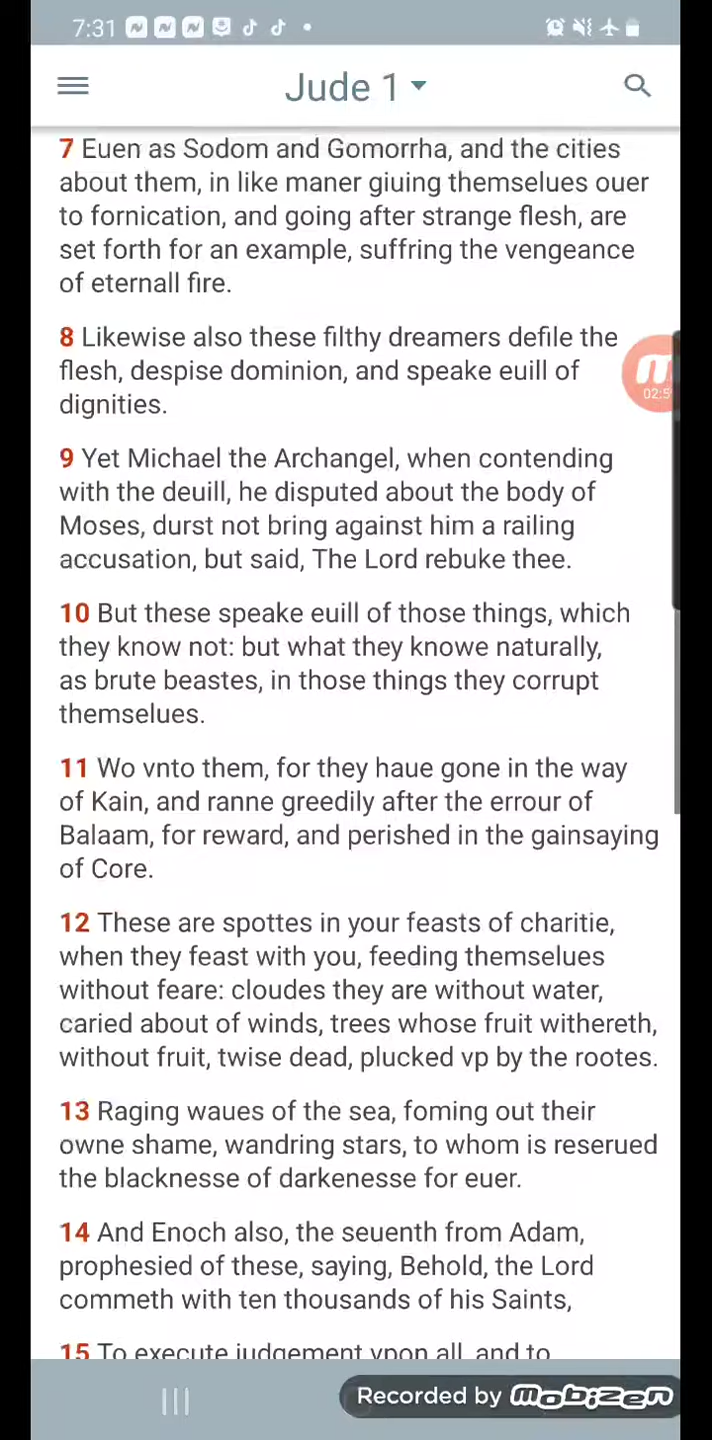 7:31
Jude 1
7 Euen as Sodom and Gomorrha, and the cities
about them, in like maner giuing themselues ouer
to fornication, and going after strange flesh, are
set forth for an example, suffring the vengeance
of eternall fire.
8 Likewise also these filthy dreamers defile the
flesh, despise dominion, and speake euill of
dignities.
02:5
9 Yet Michael the Archangel, when contending
with the deuill, he disputed about the body of
Moses, durst not bring against him a railing
accusation, but said, The Lord rebuke thee.
10 But these speake euill of those things, which
they know not: but what they knowe naturally,
as brute beastes, in those things they corrupt
themselues.
11 Wo vnto them, for they haue gone in the way
of Kain, and ranne greedily after the errour of
Balaam, for reward, and perished in the gainsaying
of Core.
12 These are spottes in your feasts of charitie,
when they feast with you, feeding themselues
without feare: cloudes they are without water,
caried about of winds, trees whose fruit withereth,
without fruit, twise dead, plucked vp by the rootes.
13 Raging waues of the sea, foming out their
owne shame, wandring stars, to whom is reserued
the blacknesse of darkenesse for euer.
14 And Enoch also, the seuenth from Adam,
prophesied of these, saying, Behold, the Lord
commeth with ten thousands of his Saints,
15 To execute iudgement vpon all, and to
Recorded by mobizen